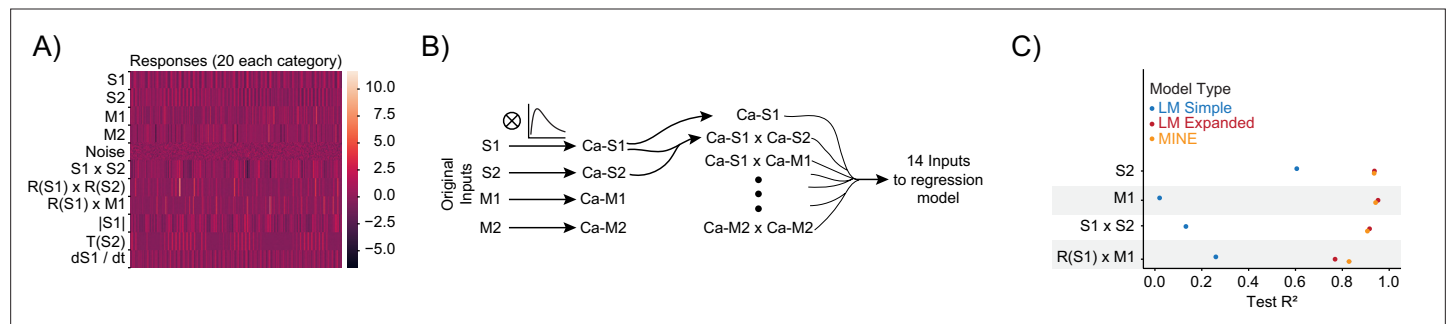 A)
Responses (20 each category)
S1
S2
M1
M2
Noise
S1 x S2
R(S1) x R(S2)
R(S1) x M1
|S1|
T(S2)
dS1 / dt
10.0
7.5
5.0
2.5
0.0
−2.5
−5.0
B)
Original
Inputs
S1
S2
M1
M2
Ca-S1
Ca-S2
Ca-M1
Ca-M2
Ca-S1
Ca-S1 x Ca-S2
Ca-S1 x Ca-M1
Ca-M2 x Ca-M2
14 Inputs
to regression
model
C)
Model Type
LM Simple
LM Expanded
MINE
S2
M1
S1 x S2
R(S1) x M1
0.0 0.2 0.4 0.6 0.8 1.0
Test R²